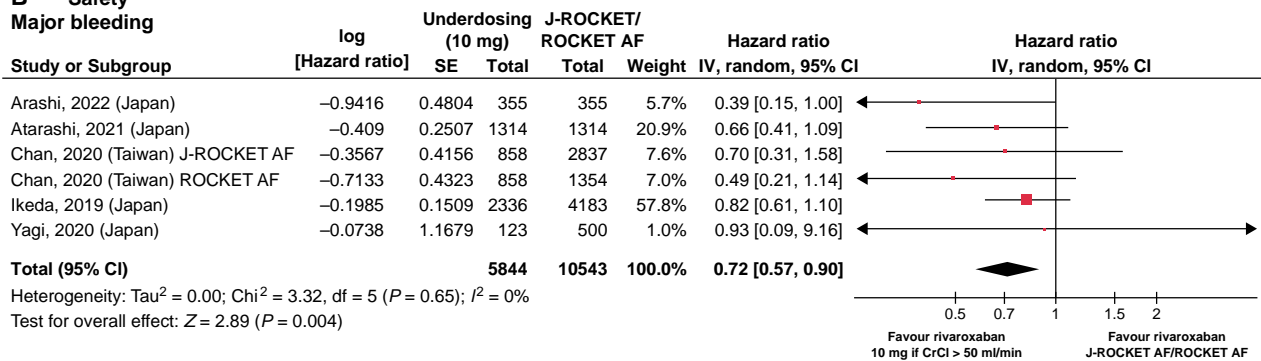 B Safety
Major bleeding
log
[Hazard ratio]
Underdosing
(10 mg)
J-ROCKET/
ROCKET AF
Hazard ratio
Hazard ratio
Study or Subgroup SE Total Total Weight IV, random, 95% CI IV, random, 95% CI
Arashi, 2022 (Japan) –0.9416 0.4804 355 355 5.7% 0.39 [0.15, 1.00]
Atarashi, 2021 (Japan) –0.409 0.2507 1314 1314 20.9% 0.66 [0.41, 1.09]
Chan, 2020 (Taiwan) J-ROCKET AF –0.3567 0.4156 858 2837 7.6% 0.70 [0.31, 1.58]
Chan, 2020 (Taiwan) ROCKET AF –0.7133 0.4323 858 1354 7.0% 0.49 [0.21, 1.14]
Ikeda, 2019 (Japan) –0.1985 0.1509 2336 4183 57.8% 0.82 [0.61, 1.10]
Yagi, 2020 (Japan) –0.0738 1.1679 123 500 1.0% 0.93 [0.09, 9.16]
Total (95% CI) 5844 10543 100.0% 0.72 [0.57, 0.90]
Heterogeneity: Tau² = 0.00; Chi² = 3.32, df = 5 (P = 0.65); I² = 0%
Test for overall effect: Z = 2.89 (P = 0.004)
0.5 0.7 1 1.5 2
Favour rivaroxaban
10 mg if CrCl > 50 ml/min
Favour rivaroxaban
J-ROCKET AF/ROCKET AF